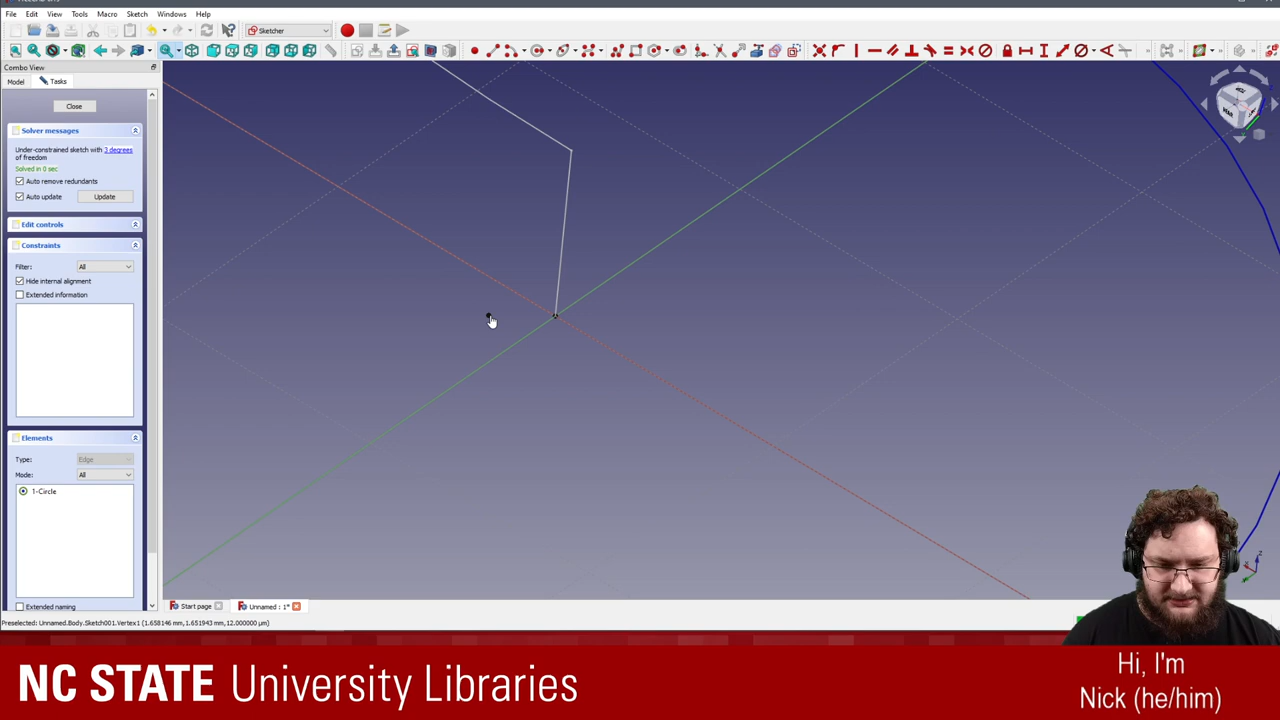 File Edit View Tools Macro Sketch Windows Help
Sketcher
Combo View
Model Tasks
Close
Solver messages
Under-constrained sketch with 3 degrees
of freedom
Solved in 0 sec
Auto remove redundants
Auto update Update
Edit controls
Constraints
Filter: All
Hide internal alignment
Extended information
Elements
Type: Edge
Mode: All
1-Circle
Extended naming
Start page Unnamed : 1*
Preselected: Unnamed.Body.Sketch001.Vertex1 (1.658146 mm,1.651943 mm,12.000000 µm)
NC STATE University Libraries
Hi, I'm
Nick (he/him)